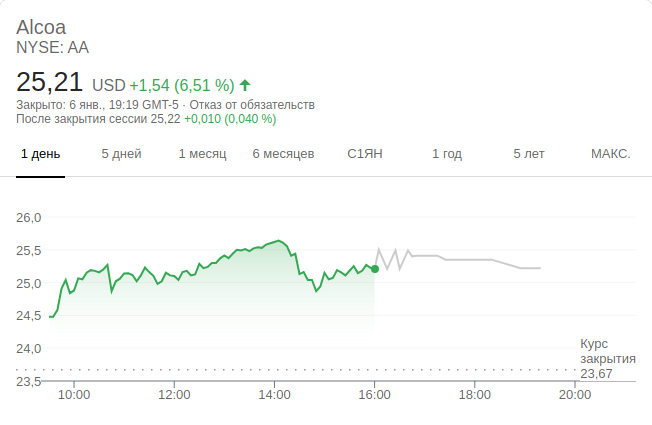 Alcoa
NYSE: AA
25,21 USD +1,54 (6,51 %)
Закрыто: 6 янв., 19:19 GMT-5 · Отказ от обязательств
После закрытия сессии 25,22 +0,010 (0,040 %)
1 день 5 дней 1 месяц 6 месяцев С1ЯН 1 год 5 лет МАКС.
26,0
25,5
25,0
24,5
24,0
Курс
закрытия
23,67
23,5
10:00 12:00 14:00 16:00 18:00 20:00